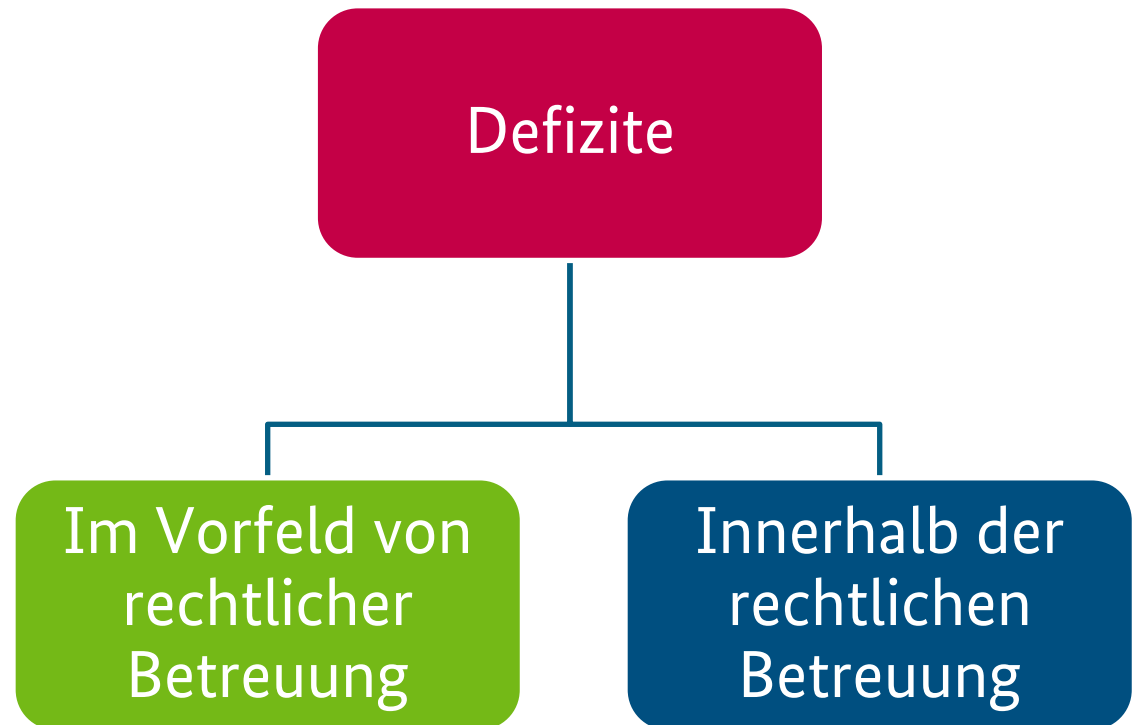 Defizite
Im Vorfeld von
rechtlicher
Betreuung
Innerhalb der
rechtlichen
Betreuung